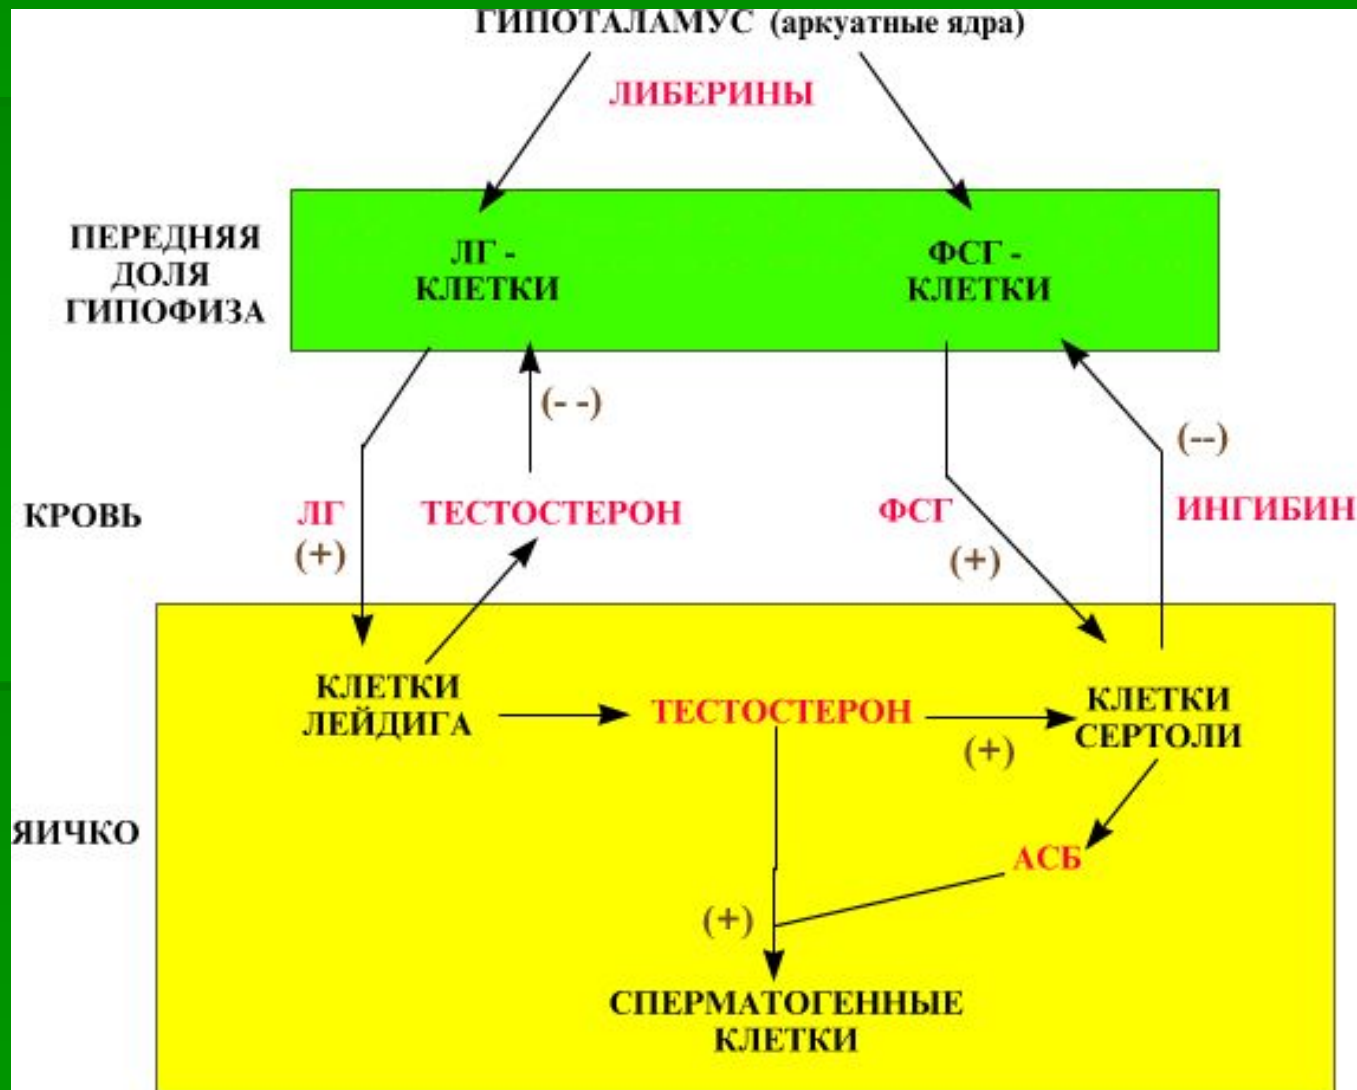 ГИПОТАЛАМУС (аркуатные ядра)
ЛИБЕРИНЫ
ПЕРЕДНЯЯ
ДОЛЯ
ГИПОФИЗА
ЛГ -
КЛЕТКИ
ФСГ -
КЛЕТКИ
(- -)
(--)
КРОВЬ
ЛГ
(+)
ТЕСТОСТЕРОН
ФСГ
(+)
ИНГИБИН
КЛЕТКИ
ЛЕЙДИГА
ТЕСТОСТЕРОН
(+)
КЛЕТКИ
СЕРТОЛИ
ЯИЧКО
АСБ
(+)
СПЕРМАТОГЕННЫЕ
КЛЕТКИ